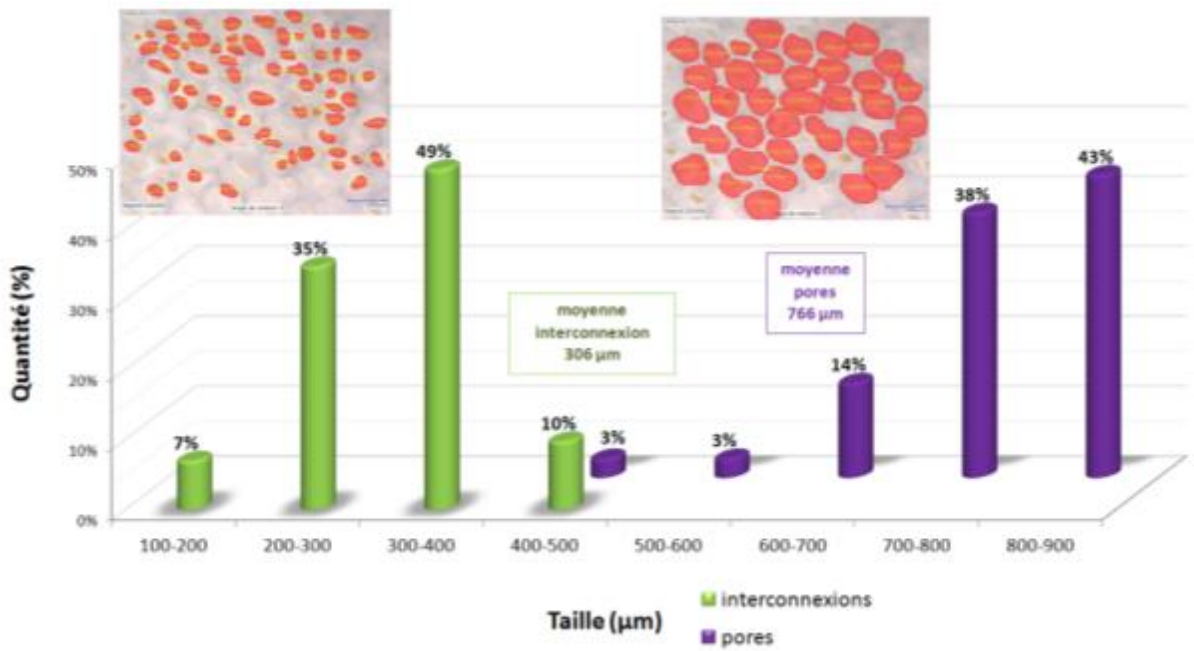 49%
43%
50%
38%
40%
35%
Quantité (%)
30%
moyenne
interconnexion
306 µm
moyenne
pores
766 µm
20%
14%
10%
7%
10%
3%
3%
0%
100-200
200-300
300-400
400-500
500-600
600-700
700-800
800-900
Taille (µm)
interconnexions
pores